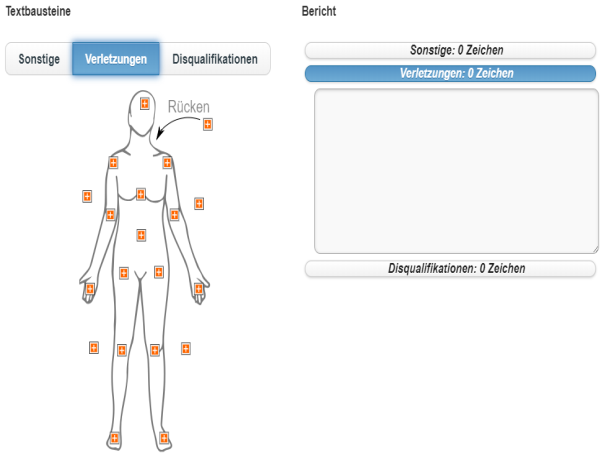 Textbausteine
Sonstige
Verletzungen
Disqualifikationen
Rücken
Bericht
Sonstige: 0 Zeichen
Verletzungen: 0 Zeichen
Disqualifikationen: 0 Zeichen